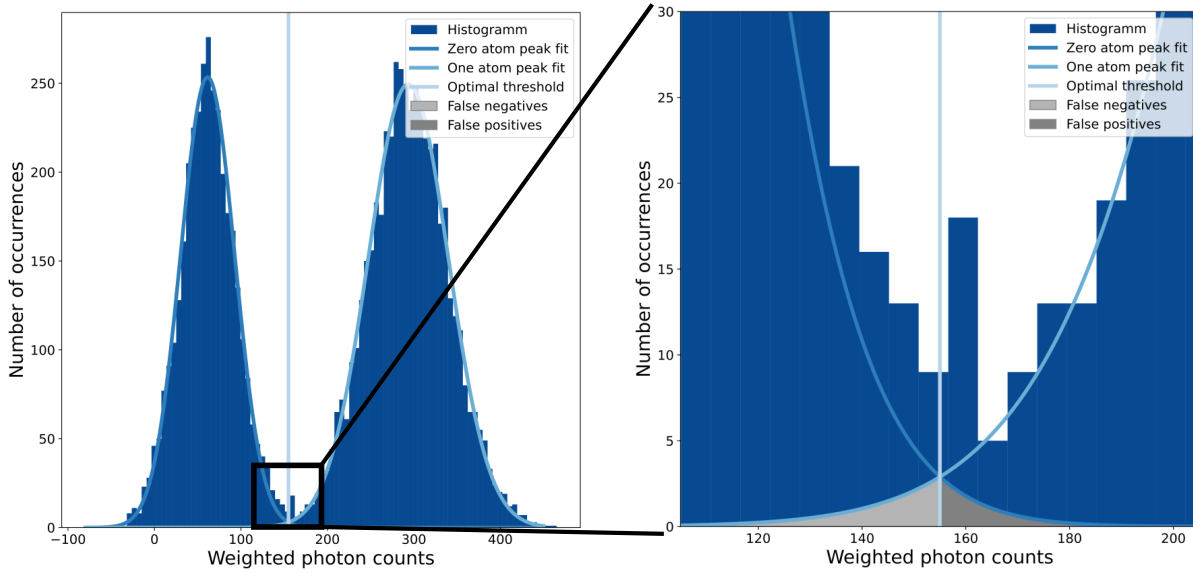 Number of occurrences
250
200
150
100
50
0
−100
0
100
200
300
400
Weighted photon counts
Histogramm
Zero atom peak fit
One atom peak fit
Optimal threshold
False negatives
False positives
Number of occurrences
30
25
20
15
10
5
0
120
140
160
180
200
Weighted photon counts
Histogramm
Zero atom peak fit
One atom peak fit
Optimal threshold
False negatives
False positives